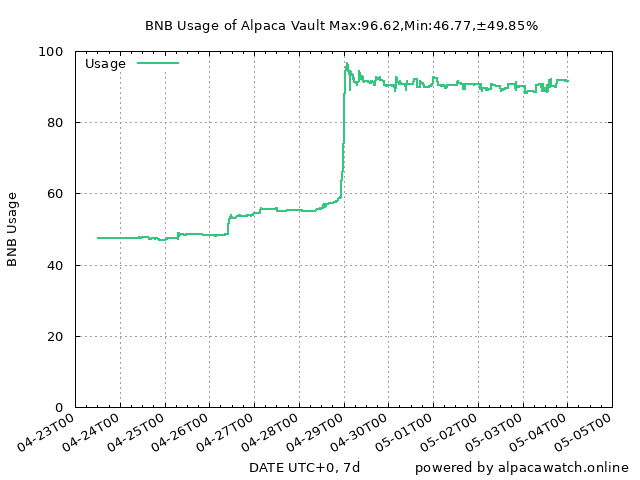 BNB Usage of Alpaca Vault Max:96.62,Min:46.77,±49.85%
Usage
100
80
60
40
20
0
BNB Usage
04-23T00
04-24T00
04-25T00
04-26T00
04-27T00
04-28T00
04-29T00
04-30T00
05-01T00
05-02T00
05-03T00
05-04T00
05-05T00
DATE UTC+0, 7d
powered by alpacawatch.online